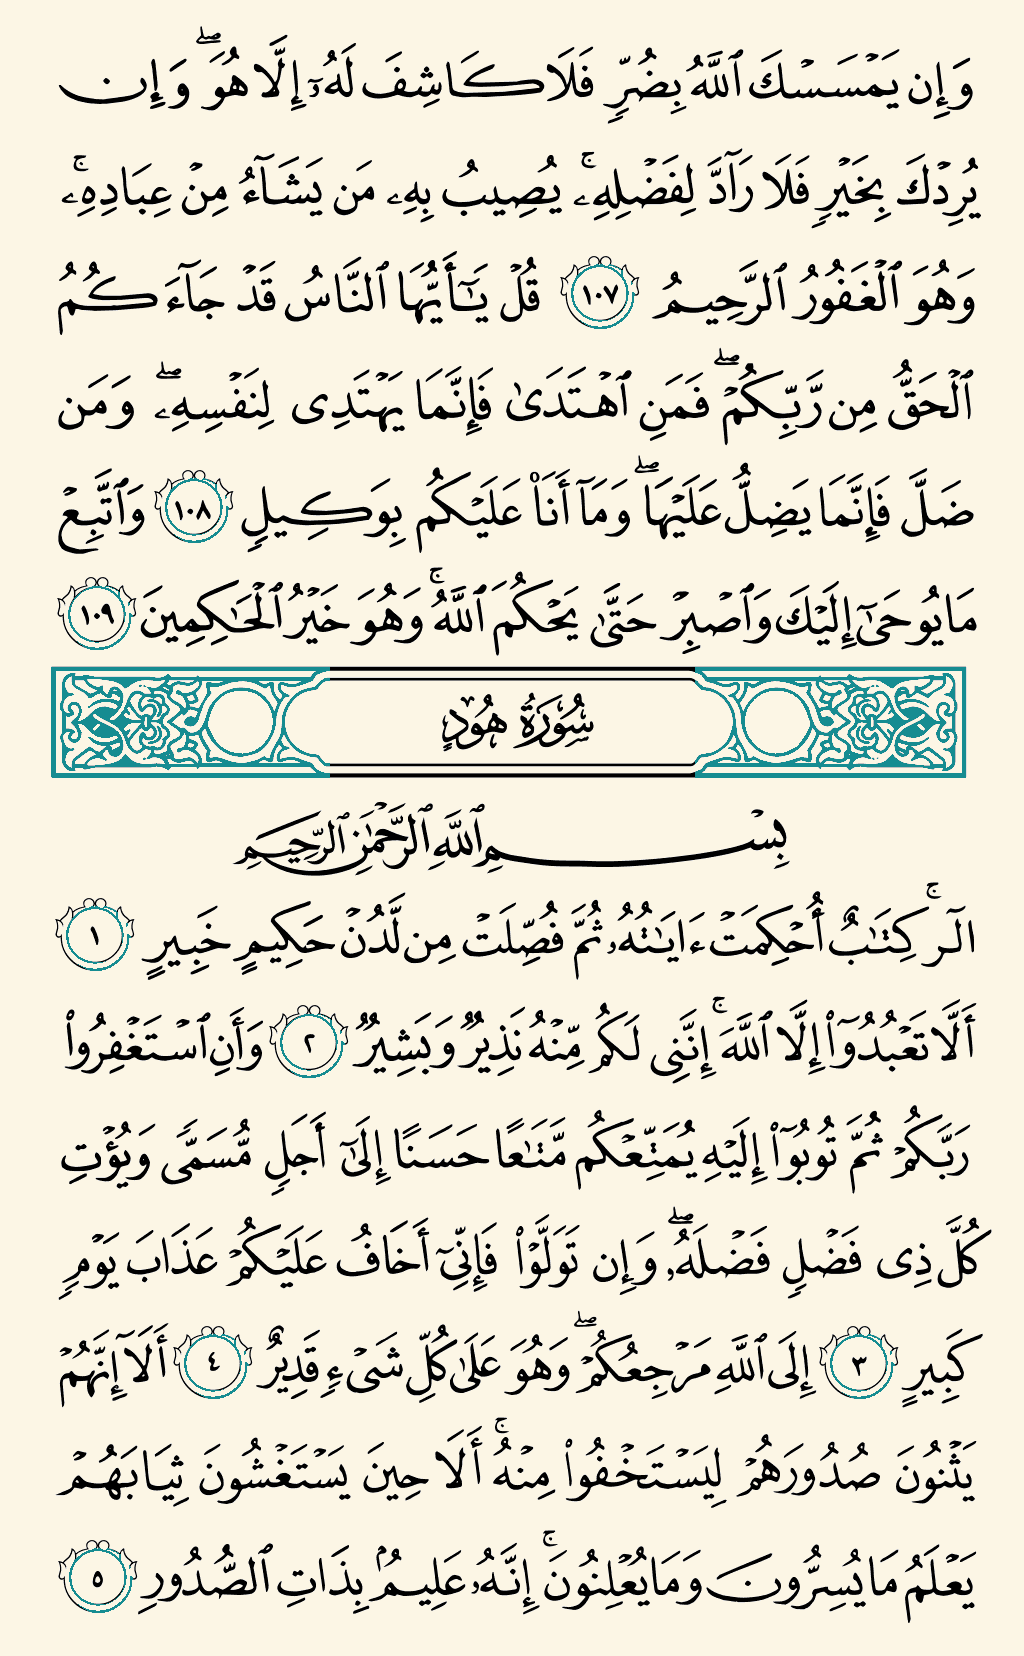 وَإِن يَمْسَسْكَ ٱللَّهُ بِضُرٍّ فَلَا كَاشِفَ لَهُۥٓ إِلَّا هُوَۖ وَإِن
يُرِدْكَ بِخَيْرٍ فَلَا رَآدَّ لِفَضْلِهِۦۚ يُصِيبُ بِهِۦ مَن يَشَآءُ مِنْ عِبَادِهِۦۚ
وَهُوَ ٱلْغَفُورُ ٱلرَّحِيمُ ١٠٧ قُلْ يَٰٓأَيُّهَا ٱلنَّاسُ قَدْ جَآءَكُمُ
ٱلْحَقُّ مِن رَّبِّكُمْۖ فَمَنِ ٱهْتَدَىٰ فَإِنَّمَا يَهْتَدِى لِنَفْسِهِۦۖ وَمَن
ضَلَّ فَإِنَّمَا يَضِلُّ عَلَيْهَاۖ وَمَآ أَنَا۠ عَلَيْكُم بِوَكِيلٍ ١٠٨ وَٱتَّبِعْ
مَا يُوحَىٰٓ إِلَيْكَ وَٱصْبِرْ حَتَّىٰ يَحْكُمَ ٱللَّهُۚ وَهُوَ خَيْرُ ٱلْحَٰكِمِينَ ١٠٩
سُورَةُ هُودٍ
بِسْمِ ٱللَّهِ ٱلرَّحْمَٰنِ ٱلرَّحِيمِ
الٓرۚ كِتَٰبٌ أُحْكِمَتْ ءَايَٰتُهُۥ ثُمَّ فُصِّلَتْ مِن لَّدُنْ حَكِيمٍ خَبِيرٍ ١
أَلَّا تَعْبُدُوٓا۟ إِلَّا ٱللَّهَۚ إِنَّنِى لَكُم مِّنْهُ نَذِيرٌ وَبَشِيرٌ ٢ وَأَنِ ٱسْتَغْفِرُوا۟
رَبَّكُمْ ثُمَّ تُوبُوٓا۟ إِلَيْهِ يُمَتِّعْكُم مَّتَٰعًا حَسَنًا إِلَىٰٓ أَجَلٍ مُّسَمًّى وَيُؤْتِ
كُلَّ ذِى فَضْلٍ فَضْلَهُۥۖ وَإِن تَوَلَّوْا۟ فَإِنِّىٓ أَخَافُ عَلَيْكُمْ عَذَابَ يَوْمٍ
كَبِيرٍ ٣ إِلَى ٱللَّهِ مَرْجِعُكُمْۖ وَهُوَ عَلَىٰ كُلِّ شَىْءٍ قَدِيرٌ ٤ أَلَآ إِنَّهُمْ
يَثْنُونَ صُدُورَهُمْ لِيَسْتَخْفُوا۟ مِنْهُۚ أَلَا حِينَ يَسْتَغْشُونَ ثِيَابَهُمْ
يَعْلَمُ مَا يُسِرُّونَ وَمَا يُعْلِنُونَۚ إِنَّهُۥ عَلِيمٌۢ بِذَاتِ ٱلصُّدُورِ ٥